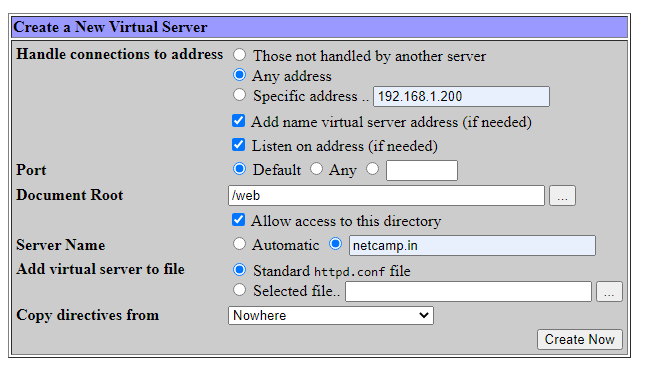 Create a New Virtual Server
Handle connections to address Those not handled by another server
Any address
Specific address .. 192.168.1.200
Add name virtual server address (if needed)
Listen on address (if needed)
Port Default Any
Document Root /web ...
Allow access to this directory
Server Name Automatic netcamp.in
Add virtual server to file Standard httpd.conf file
Selected file.. ...
Copy directives from Nowhere
Create Now